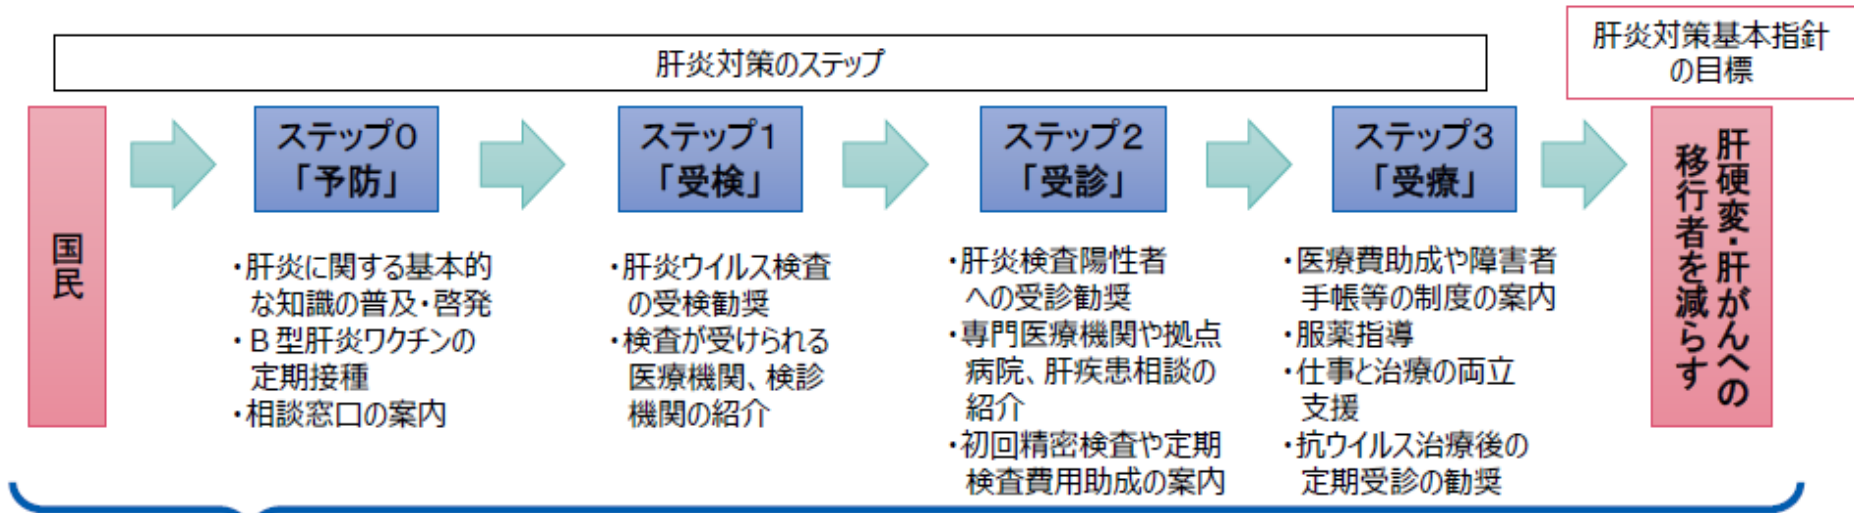 肝炎対策のステップ
肝炎対策基本指針
の目標
国民
ステップ0
「予防」
・肝炎に関する基本的
な知識の普及・啓発
・B型肝炎ワクチンの
定期接種
・相談窓口の案内
ステップ1
「受検」
・肝炎ウイルス検査
の受検勧奨
・検査が受けられる
医療機関、検診
機関の紹介
ステップ2
「受診」
・肝炎検査陽性者
への受診勧奨
・専門医療機関や拠点
病院、肝疾患相談の
紹介
・初回精密検査や定期
検査費用助成の案内
ステップ3
「受療」
・医療費助成や障害者
手帳等の制度の案内
・服薬指導
・仕事と治療の両立
支援
・抗ウイルス治療後の
定期受診の勧奨
肝硬変・肝がんへの
移行者を減らす